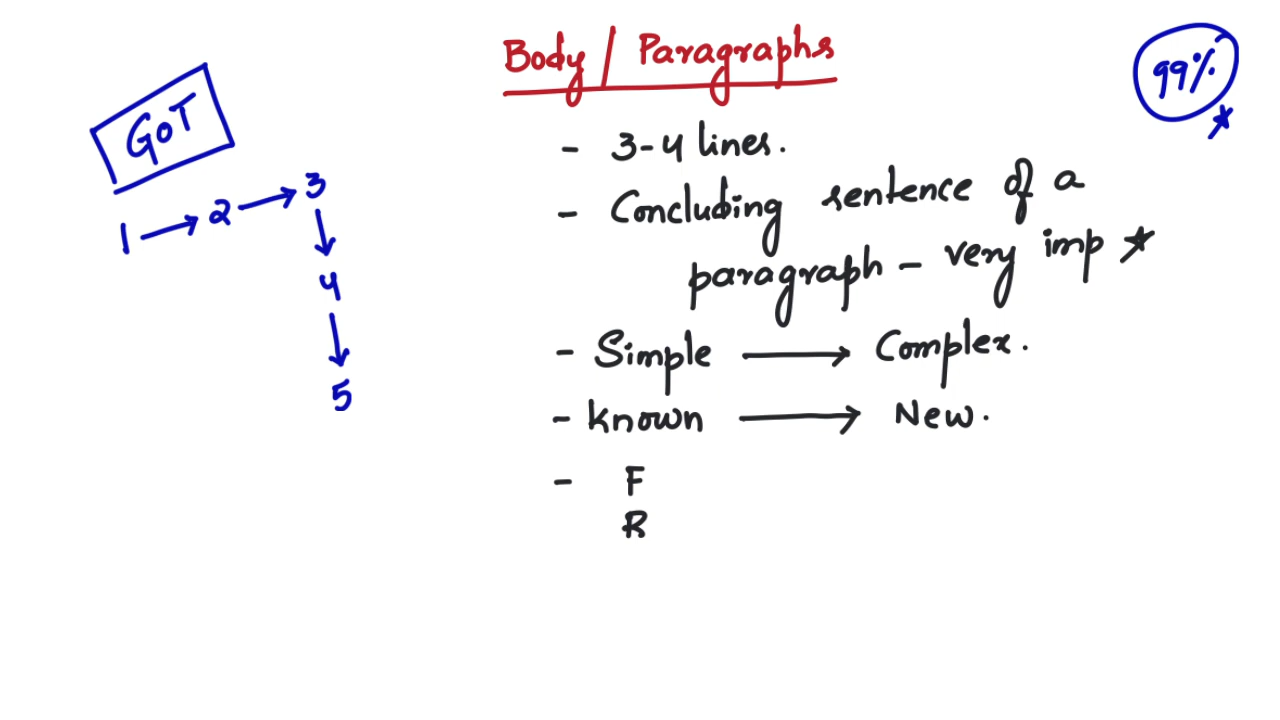 Body / Paragraphs
99%
GOT
1 → 2 → 3
4
5
- 3-4 lines.
- Concluding sentence of a
paragraph - very imp ★
- Simple → Complex.
- Known → New.
- F
R